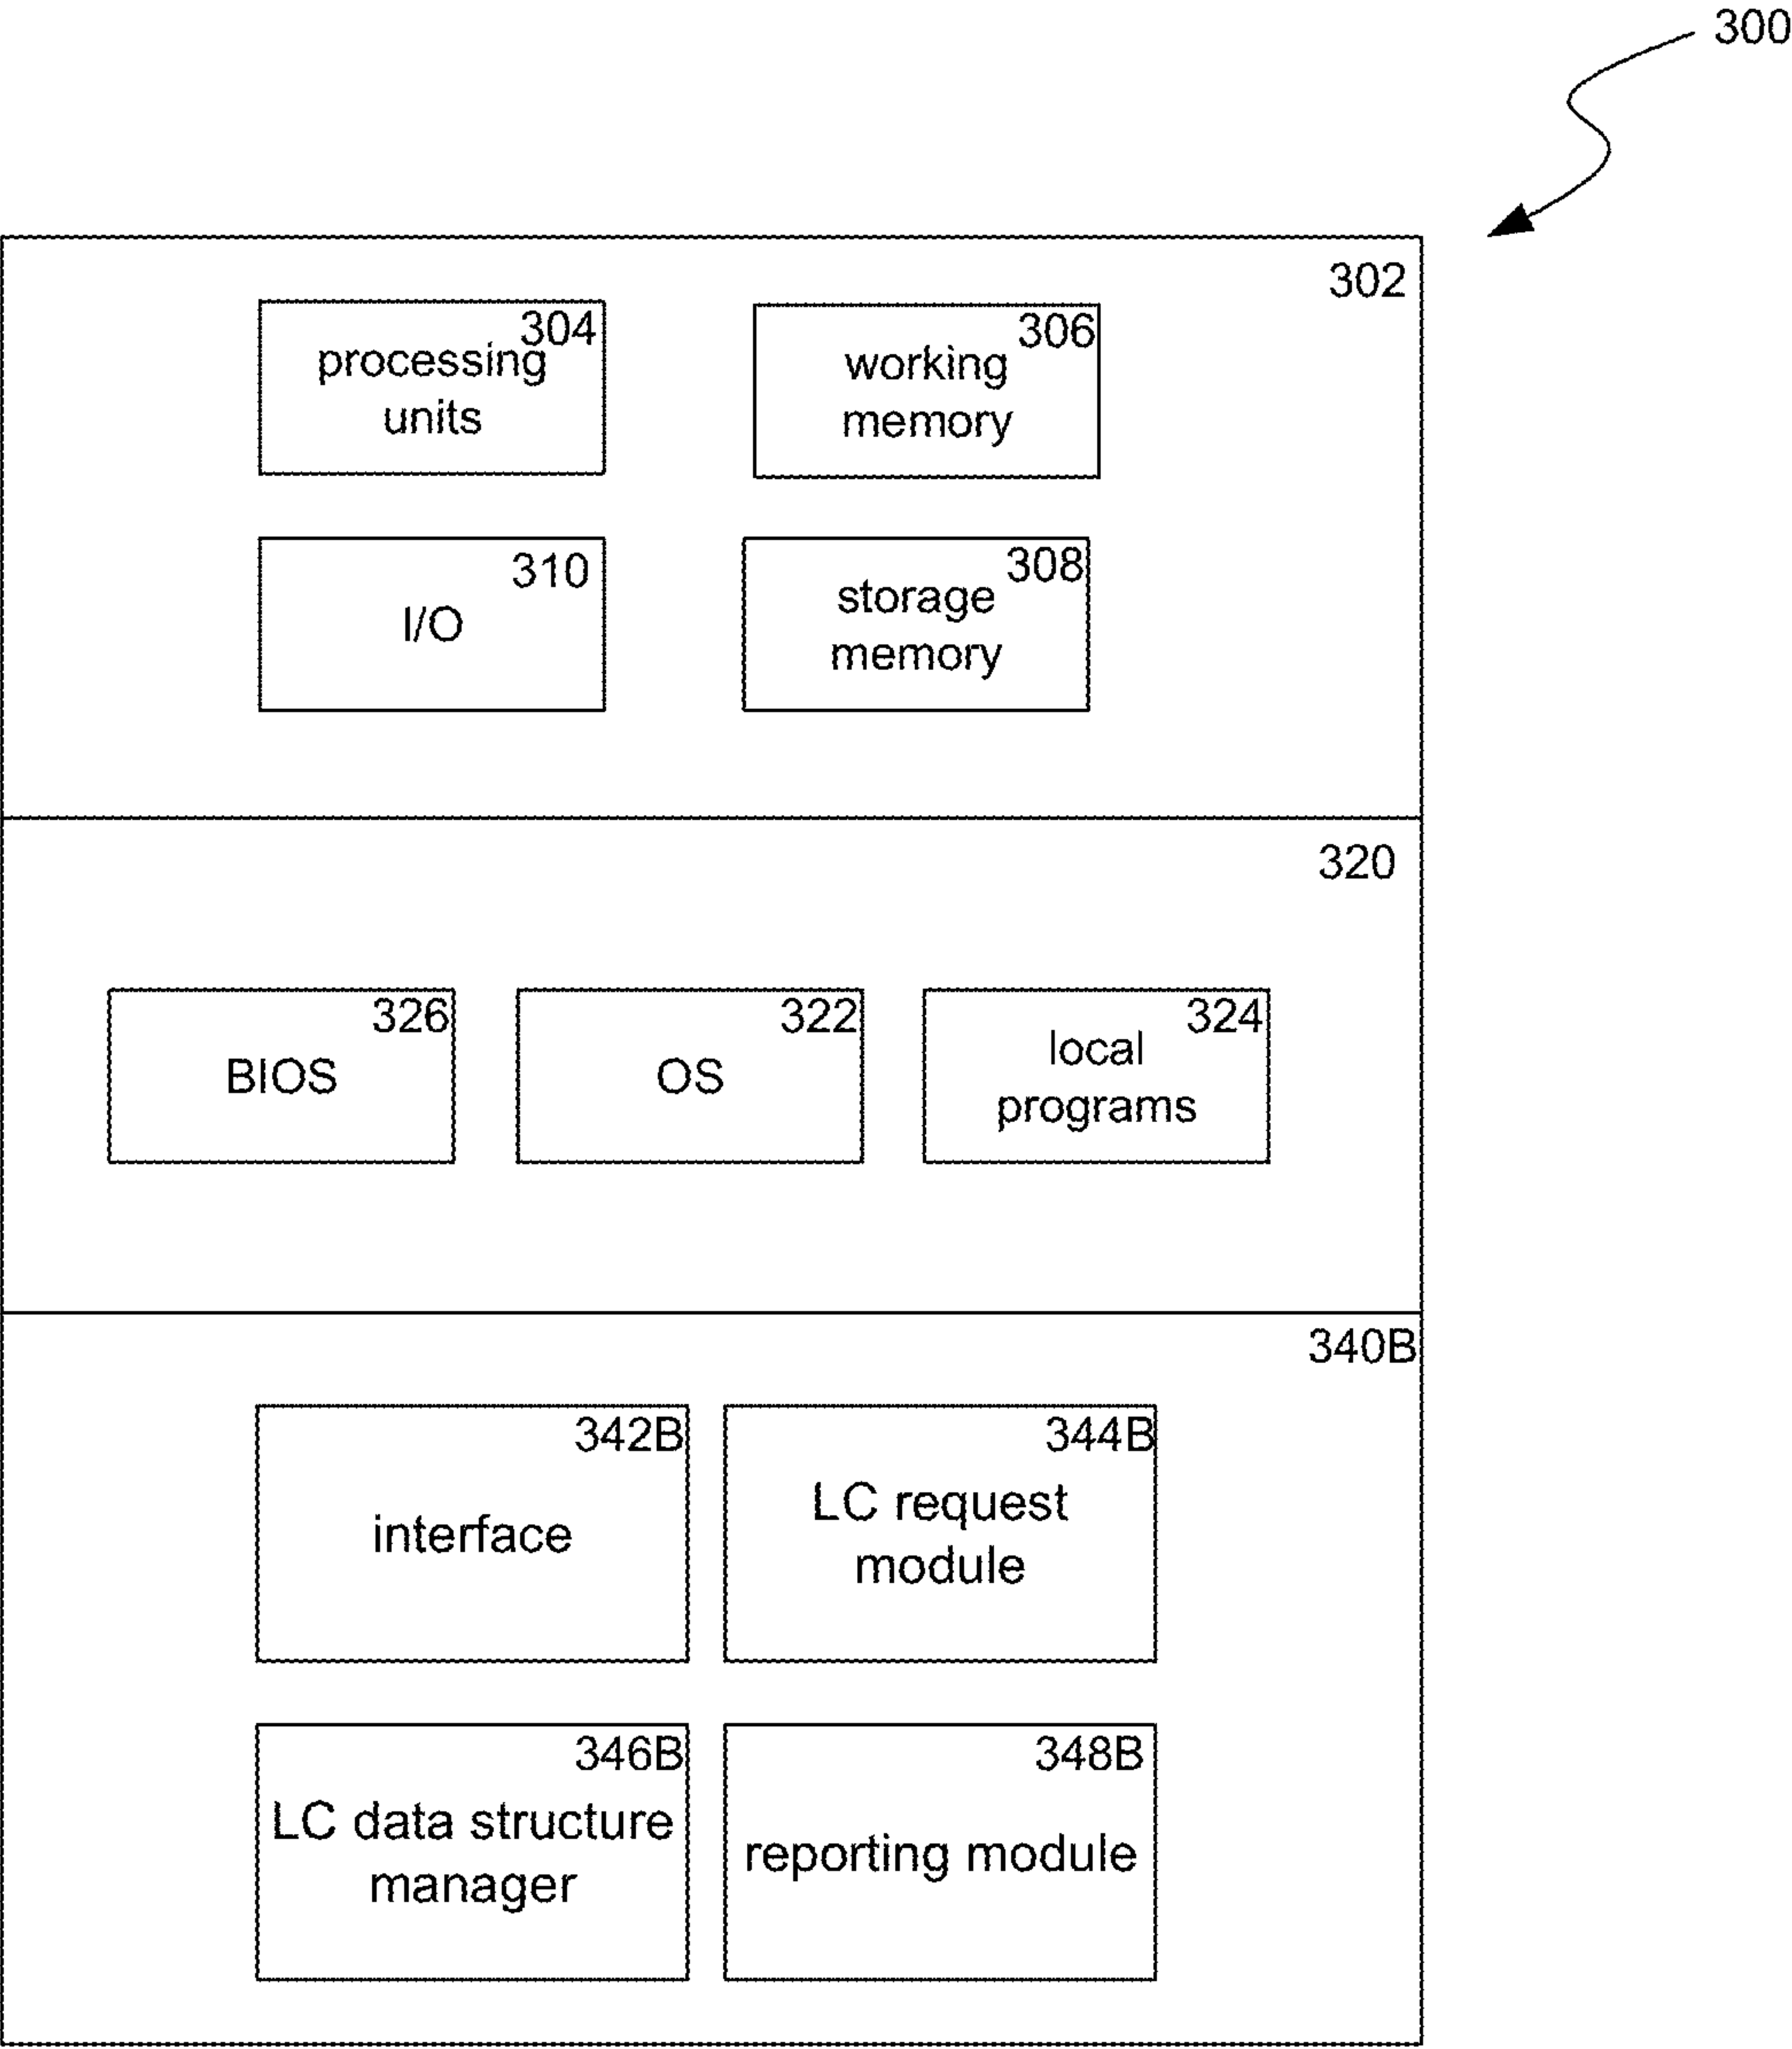 300
302
304
processing
units
306
working
memory
310
I/O
308
storage
memory
320
326
BIOS
322
OS
324
local
programs
340B
342B
interface
344B
LC request
module
346B
LC data structure
manager
348B
reporting module